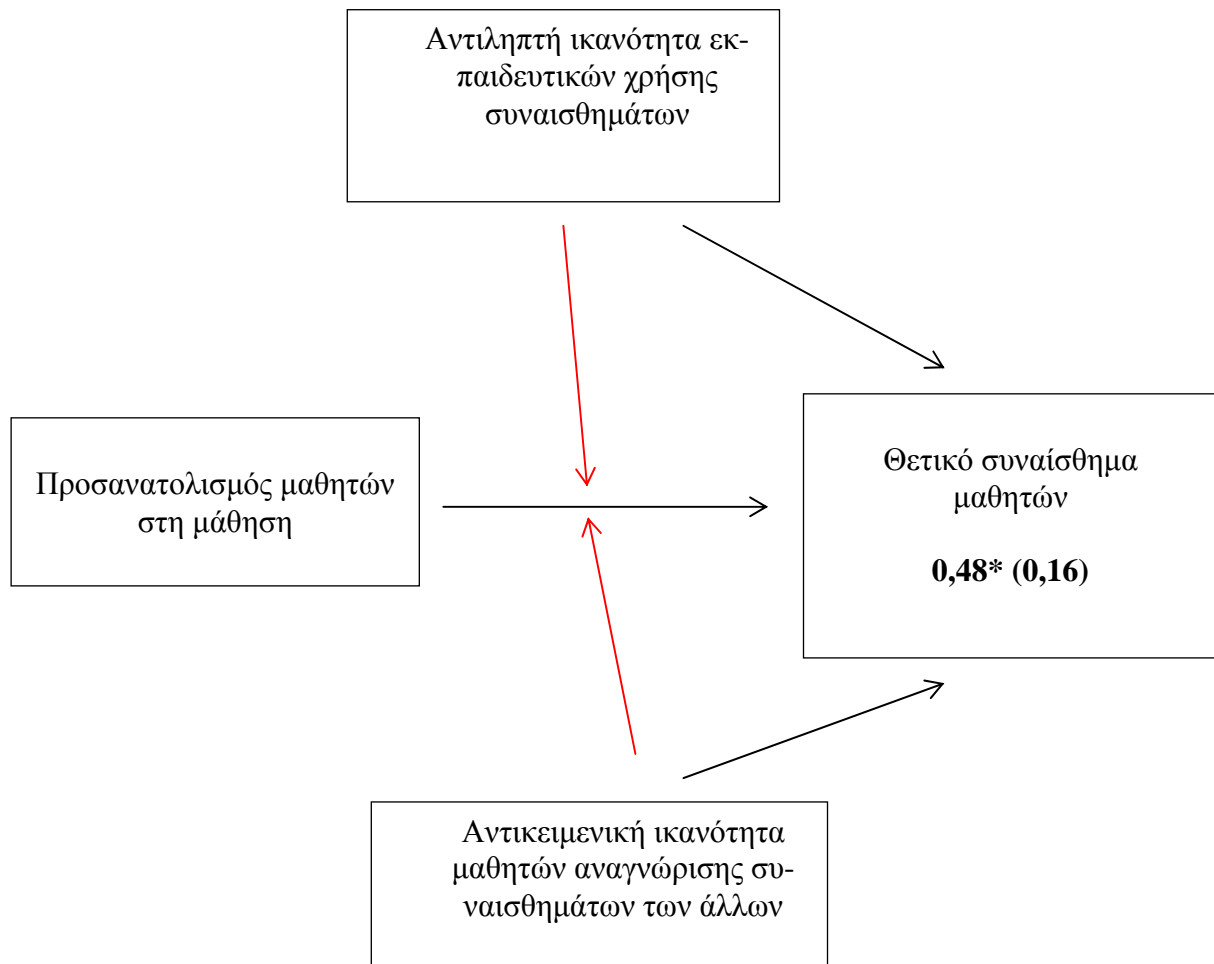 Αντιληπτή ικανότητα εκ-
παιδευτικών χρήσης
συναισθημάτων
Προσανατολισμός μαθητών
στη μάθηση
Θετικό συναίσθημα
μαθητών
0,48* (0,16)
Αντικειμενική ικανότητα
μαθητών αναγνώρισης συ-
ναισθημάτων των άλλων